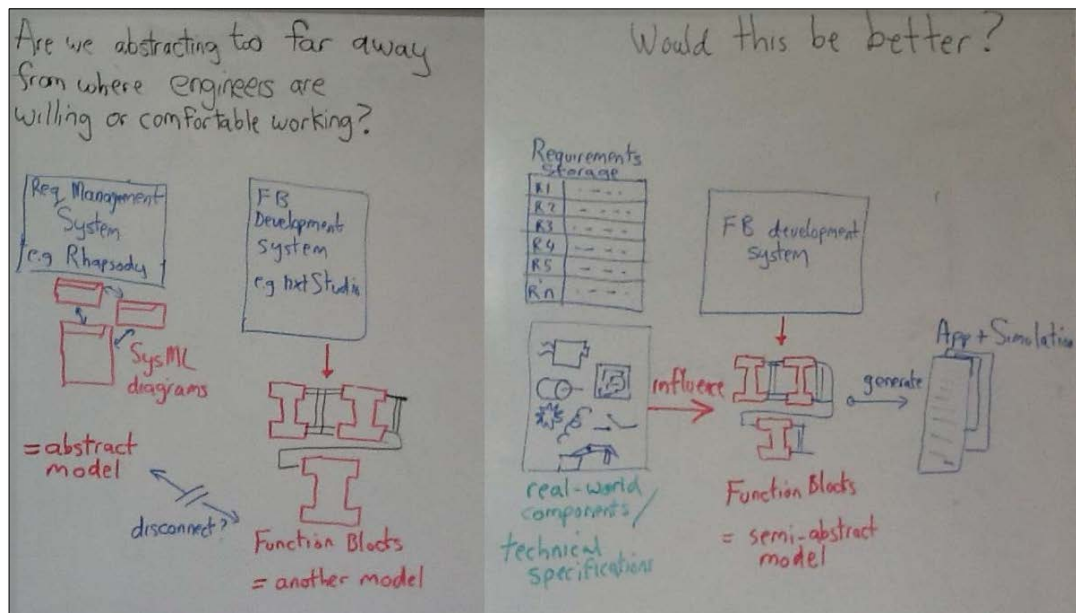 Are we abstracting too far away
from where engineers are
willing or comfortable working?
Req Management
System
e.g Rhapsody
SysML
diagrams
= abstract
model
disconnect?
FB
Development
system
e.g nxtStudio
Function Blocks
= another model
Would this be better?
Requirements
Storage
R1
R2
R3
R4
R5
R'n
real-world
components/
technical
specifications
influence
FB development
system
Function Blocks
= semi-abstract
model
generate
App + Simulation